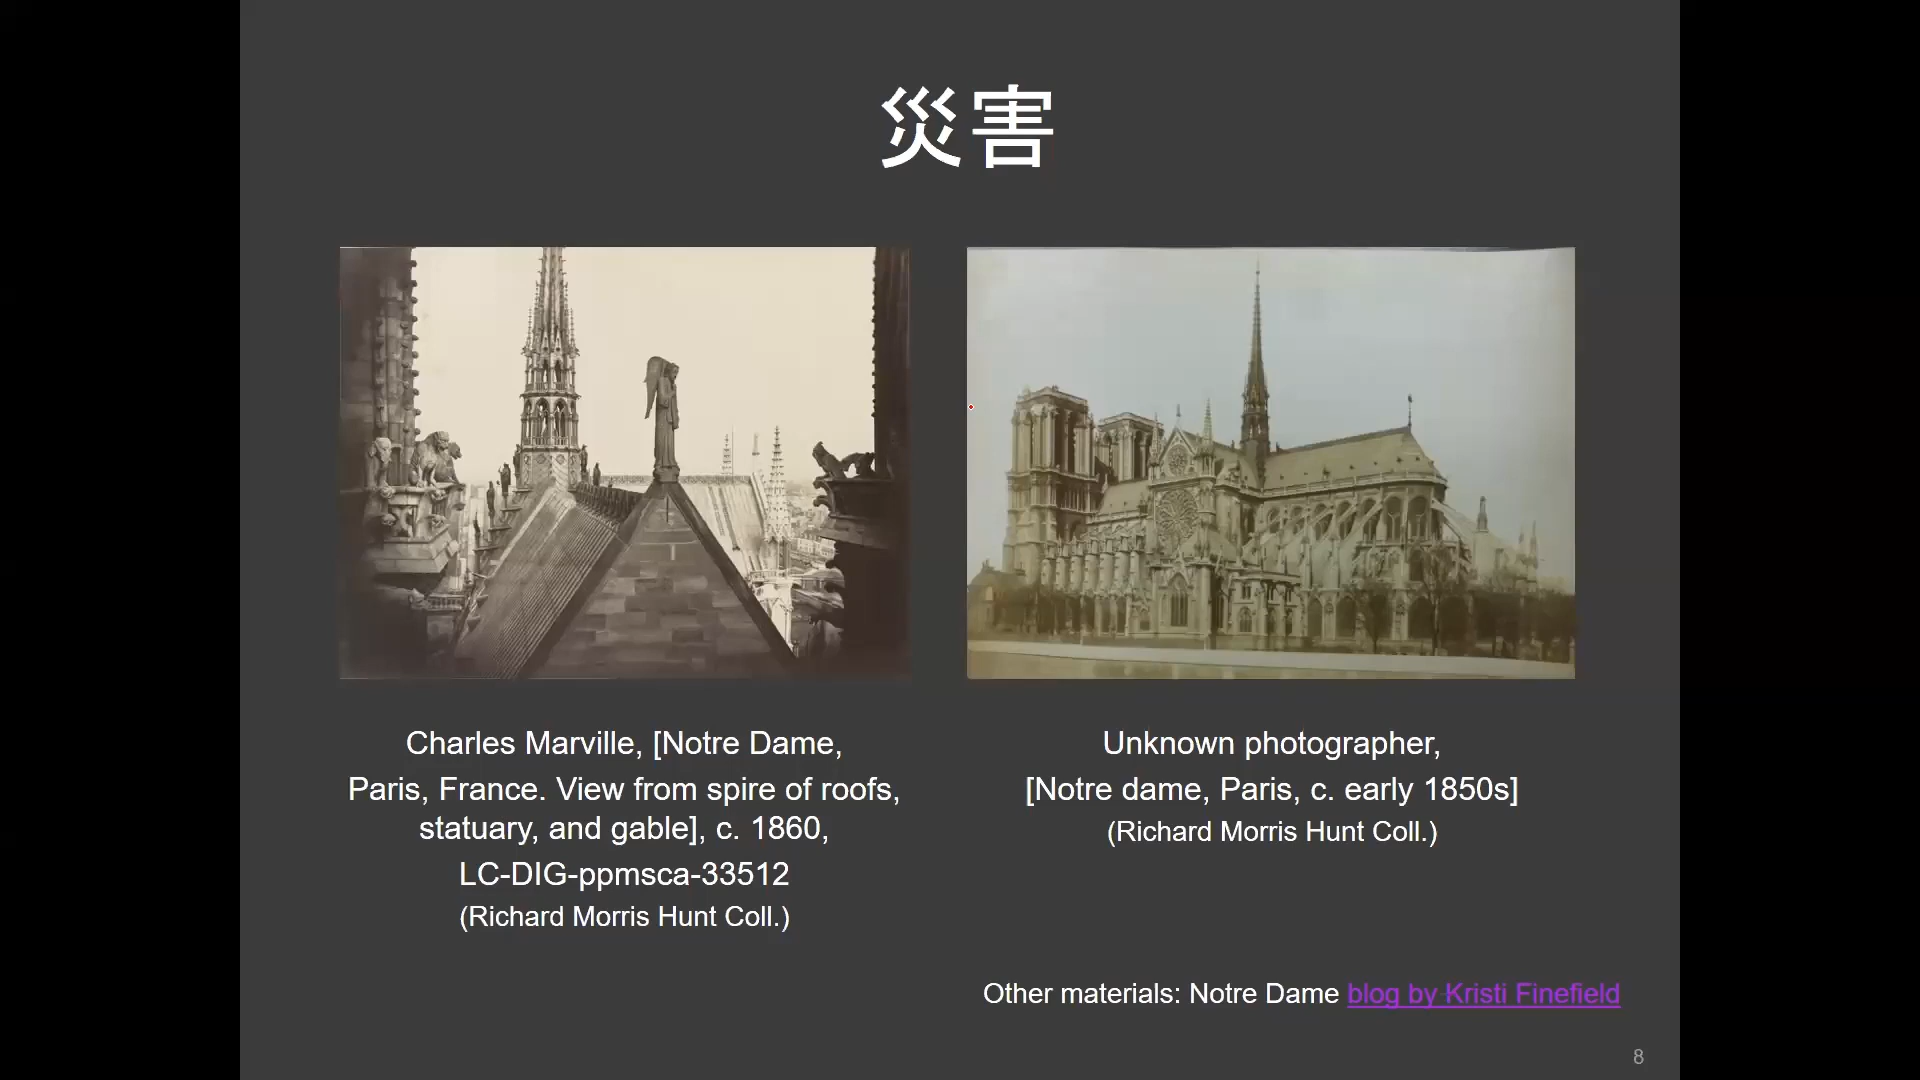 災害
Charles Marville, [Notre Dame,
Paris, France. View from spire of roofs,
statuary, and gable], c. 1860,
LC-DIG-ppmsca-33512
(Richard Morris Hunt Coll.)
Unknown photographer,
[Notre dame, Paris, c. early 1850s]
(Richard Morris Hunt Coll.)
Other materials: Notre Dame blog by Kristi Finefield
8